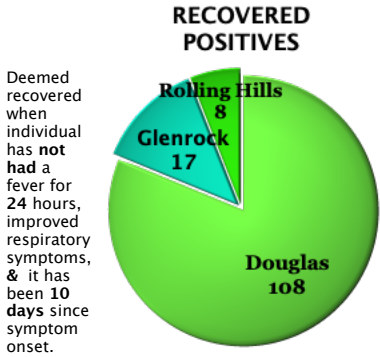 RECOVERED
POSITIVES
Deemed
recovered
when
individual
has not
had a
fever for
24 hours,
improved
respiratory
symptoms,
& it has
been 10
days since
symptom
onset.
Rolling Hills
8
Glenrock
17
Douglas
108